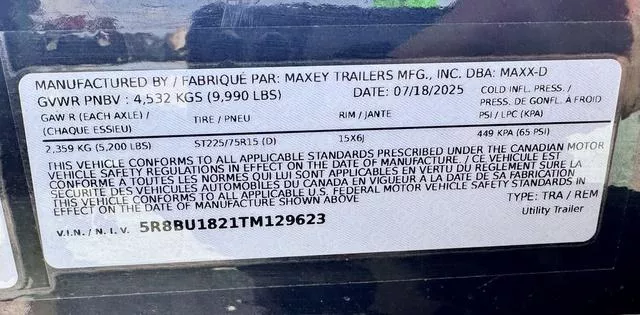 MANUFACTURED BY / FABRIQUÉ PAR: MAXEY TRAILERS MFG., INC. DBA: MAXX-D
GVWR PNBV : 4,532 KGS (9,990 LBS) DATE: 07/18/2025 COLD INFL. PRESS. /
PRESS. DE GONFL. À FROID
GAW R (EACH AXLE) / TIRE / PNEU RIM / JANTE PSI / LPC (KPA)
(CHAQUE ESSIEU)
2,359 KG (5,200 LBS) ST225/75R15 (D) 15X6J 449 KPA (65 PSI)
THIS VEHICLE CONFORMS TO ALL APPLICABLE STANDARDS PRESCRIBED UNDER THE CANADIAN MOTOR
VEHICLE SAFETY REGULATIONS IN EFFECT ON THE DATE OF MANUFACTURE. / CE VEHICULE EST
CONFORME A TOUTES LES NORMES QUI LUI SONT APPLICABLES EN VERTU DU REGLEMENT SUR LA
SECURITE DES VEHICULES AUTOMOBILES DU CANADA EN VIGUEUR A LA DATE DE SA FABRICATION
THIS VEHICLE CONFORMS TO ALL APPLICABLE U.S. FEDERAL MOTOR VEHICLE SAFETY STANDARDS IN
EFFECT ON THE DATE OF MANUFACTURE SHOWN ABOVE
TYPE: TRA / REM
Utility Trailer
V.I.N. / N. I. V. 5R8BU1821TM129623